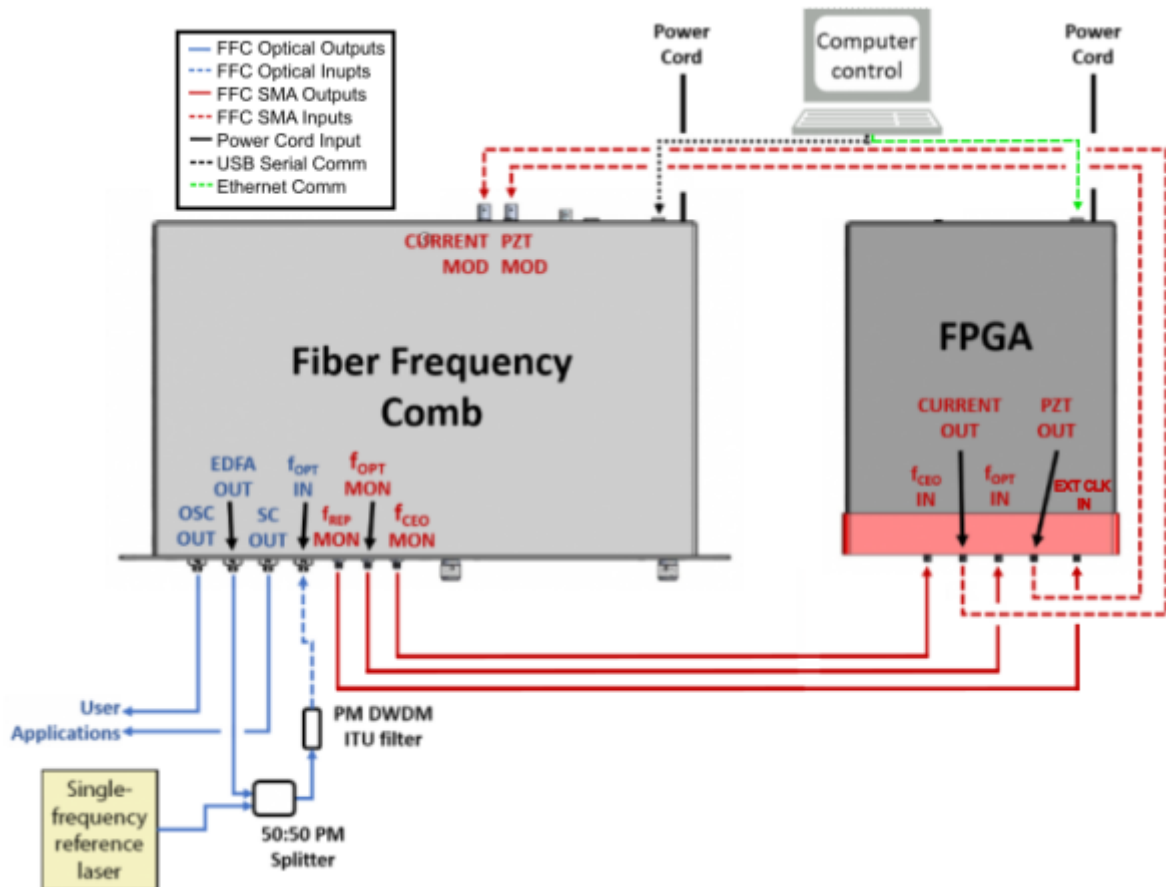 FFC Optical Outputs
FFC Optical Inupts
FFC SMA Outputs
FFC SMA Inputs
Power Cord Input
USB Serial Comm
Ethernet Comm
Power
Cord
Computer
control
Power
Cord
CURRENT
MOD
PZT
MOD
Fiber Frequency
Comb
FPGA
CURRENT
OUT
PZT
OUT
fCEO
IN
fOPT
IN
EXT CLK
IN
EDFA
OUT
fOPT
IN
fOPT
MON
OSC
OUT
SC
OUT
fREP
MON
fCEO
MON
User
Applications
PM DWDM
ITU filter
Single-
frequency
reference
laser
50:50 PM
Splitter